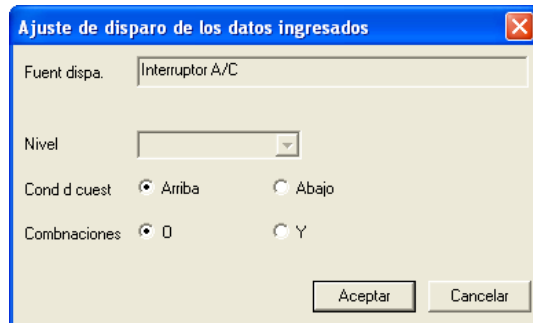 Ajuste de disparo de los datos ingresados
Fuent dispa. Interruptor A/C
Nivel
Cond d cuest Arriba Abajo
Combnaciones O Y
Aceptar Cancelar